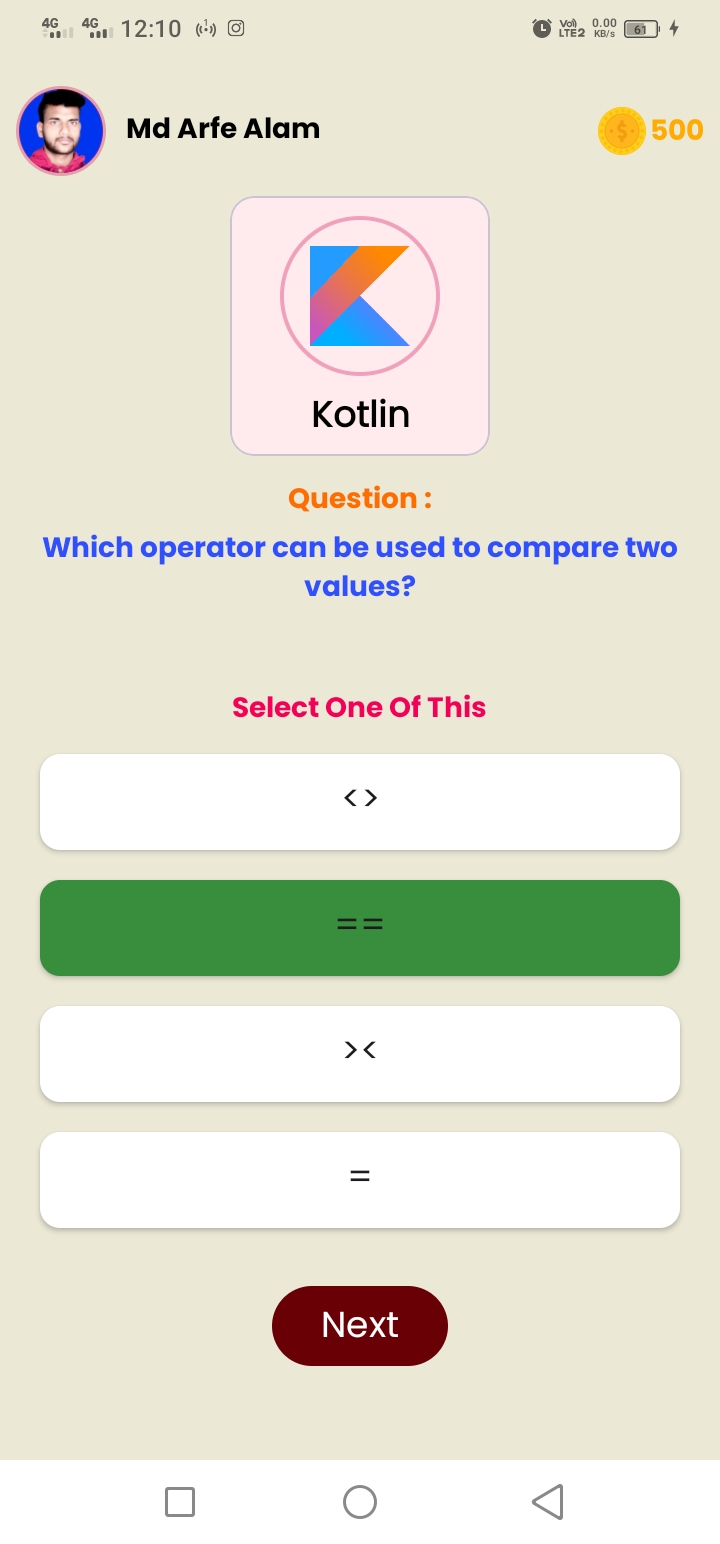 4G 4G 12:10 Vo) LTE2 0.00 KB/s 61
Md Arfe Alam 500
Kotlin
Question :
Which operator can be used to compare two
values?
Select One Of This
<>
==
><
=
Next